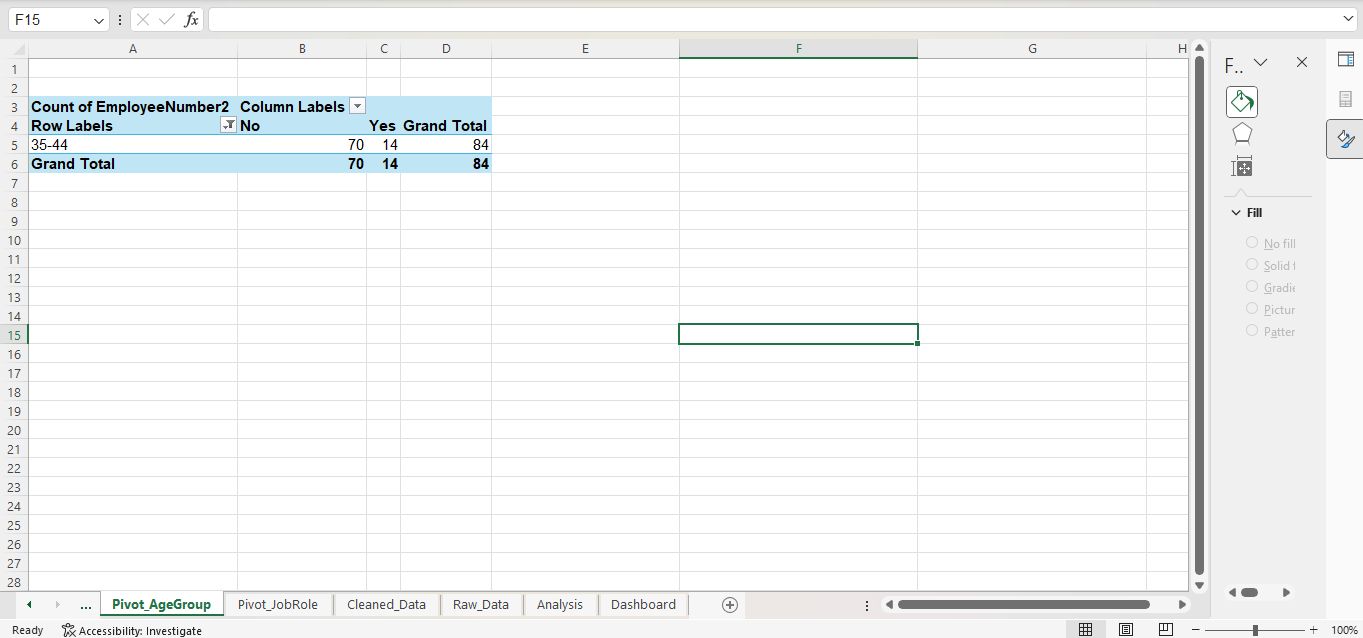 F15
fx
F..
A B C D E F G H
1
2
3 Count of EmployeeNumber2 Column Labels
4 Row Labels No Yes Grand Total
5 35-44 70 14 84
6 Grand Total 70 14 84
7
8
9
10
11
12
13
14
15
16
17
18
19
20
21
22
23
24
25
26
27
28
Fill
No fill
Solid f
Gradie
Pictur
Patter
... Pivot_AgeGroup Pivot_JobRole Cleaned_Data Raw_Data Analysis Dashboard
Ready Accessibility: Investigate 100%